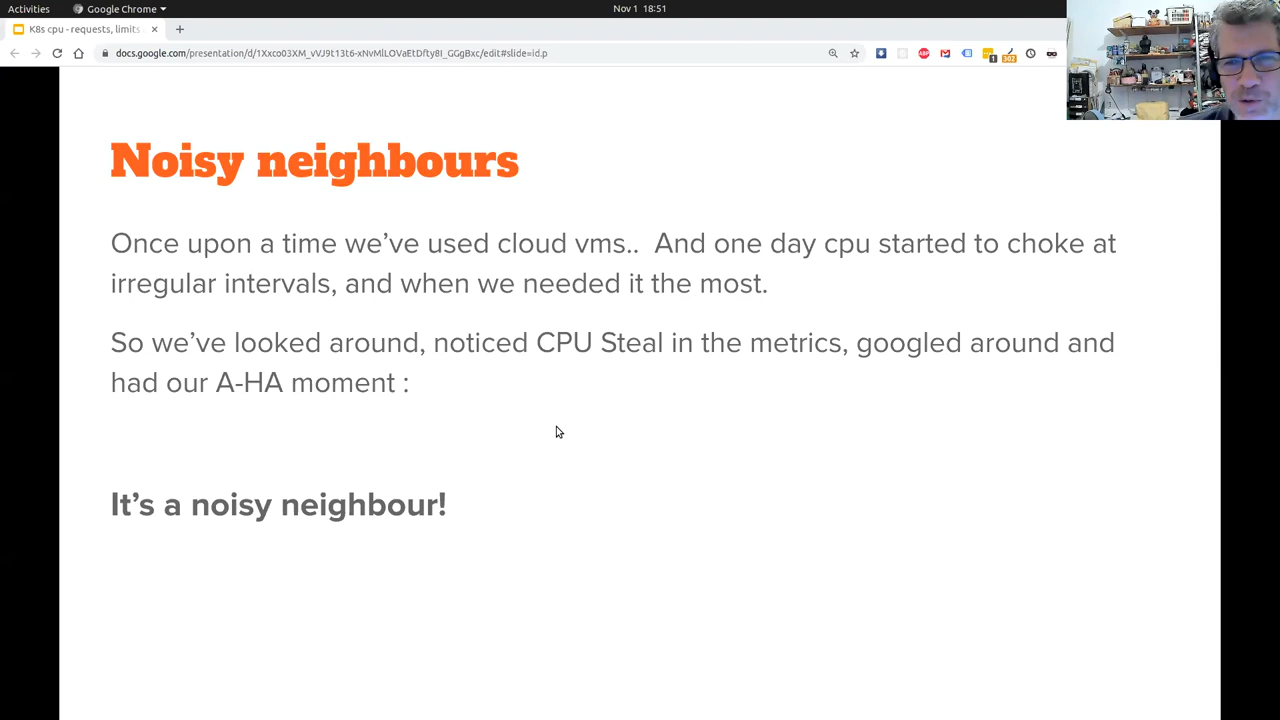 Activities
Google Chrome
Nov 1 18:51
K8s cpu - requests, limits
docs.google.com/presentation/d/1Xxco03XM_vVJ9t13t6-xNvMlLOVaEtDfty8I_GGgBxc/edit#slide=id.p
ABP
1
302
Noisy neighbours
Once upon a time we've used cloud vms.. And one day cpu started to choke at
irregular intervals, and when we needed it the most.
So we've looked around, noticed CPU Steal in the metrics, googled around and
had our A-HA moment :
It's a noisy neighbour!